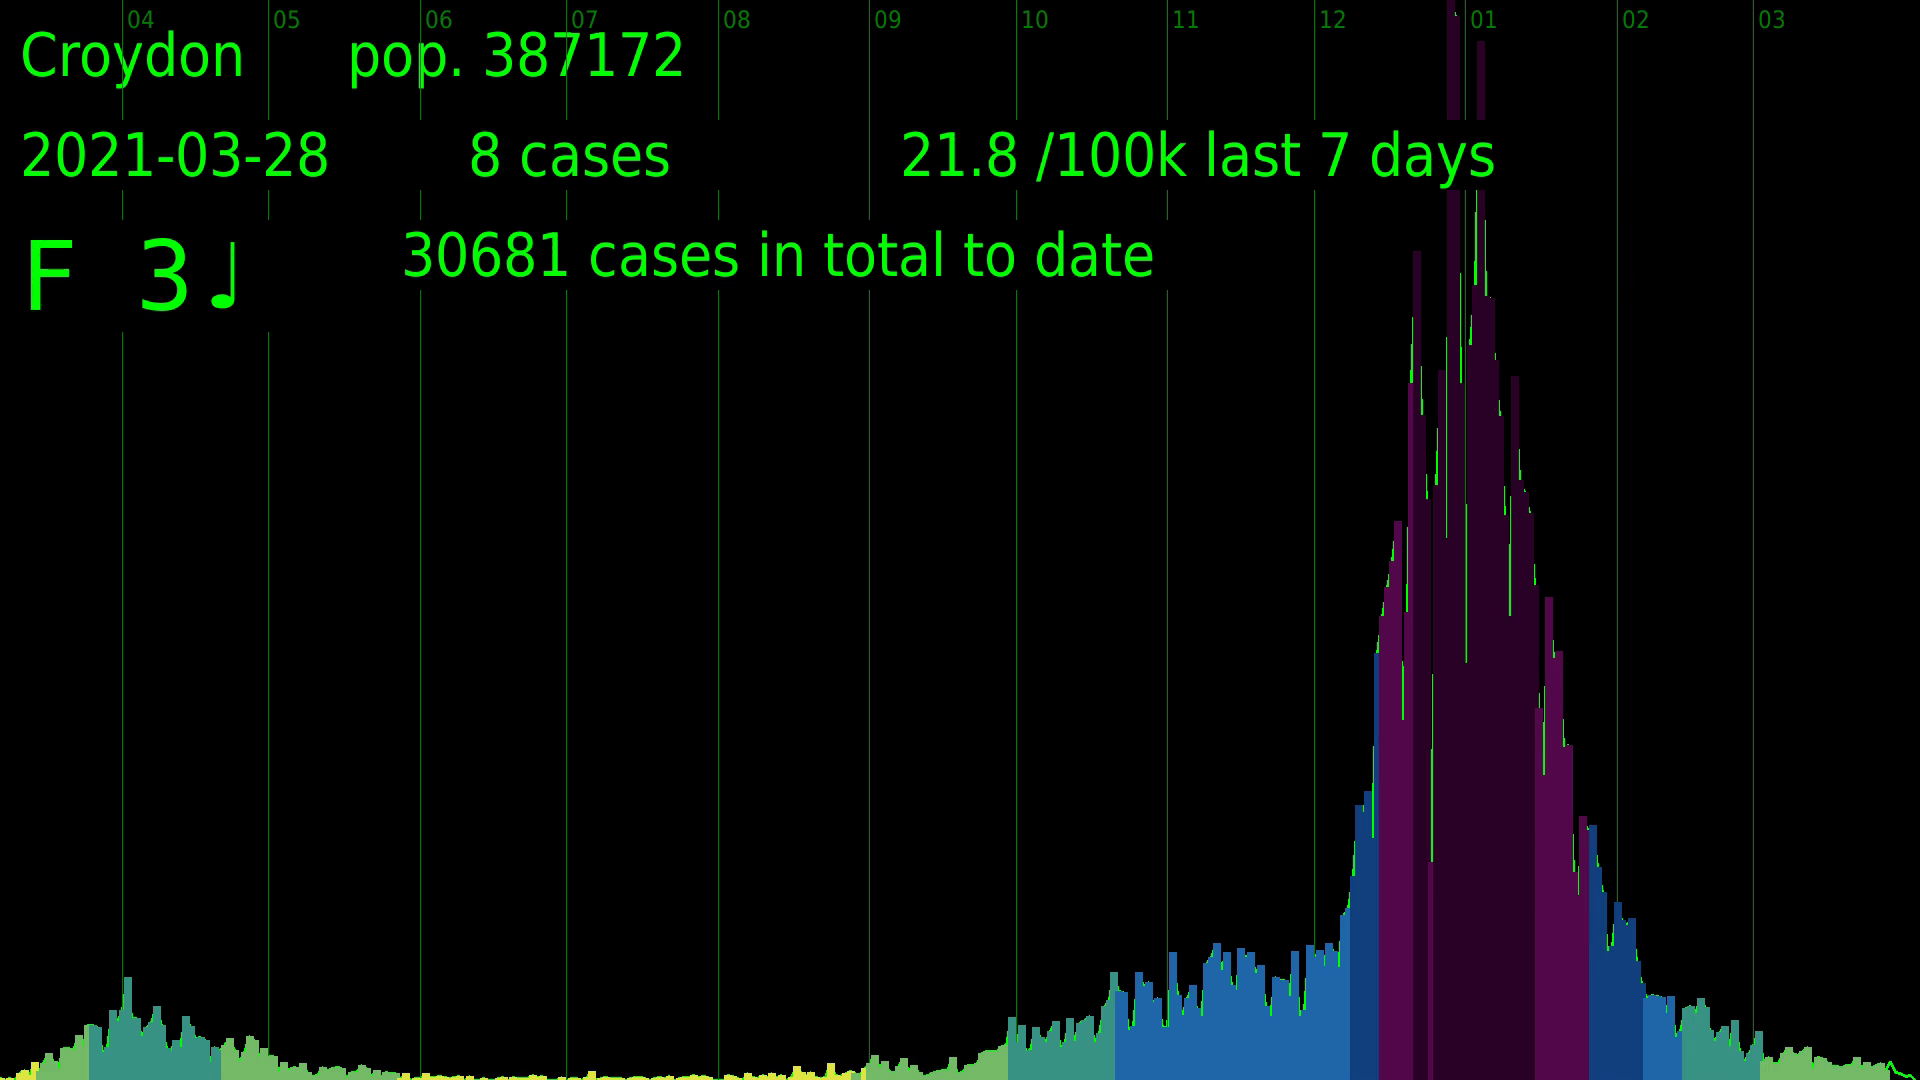 04 05 06 07 08 09 10 11 12 01 02 03
Croydon pop. 387172
2021-03-28 8 cases 21.8 /100k last 7 days
F 3♩ 30681 cases in total to date